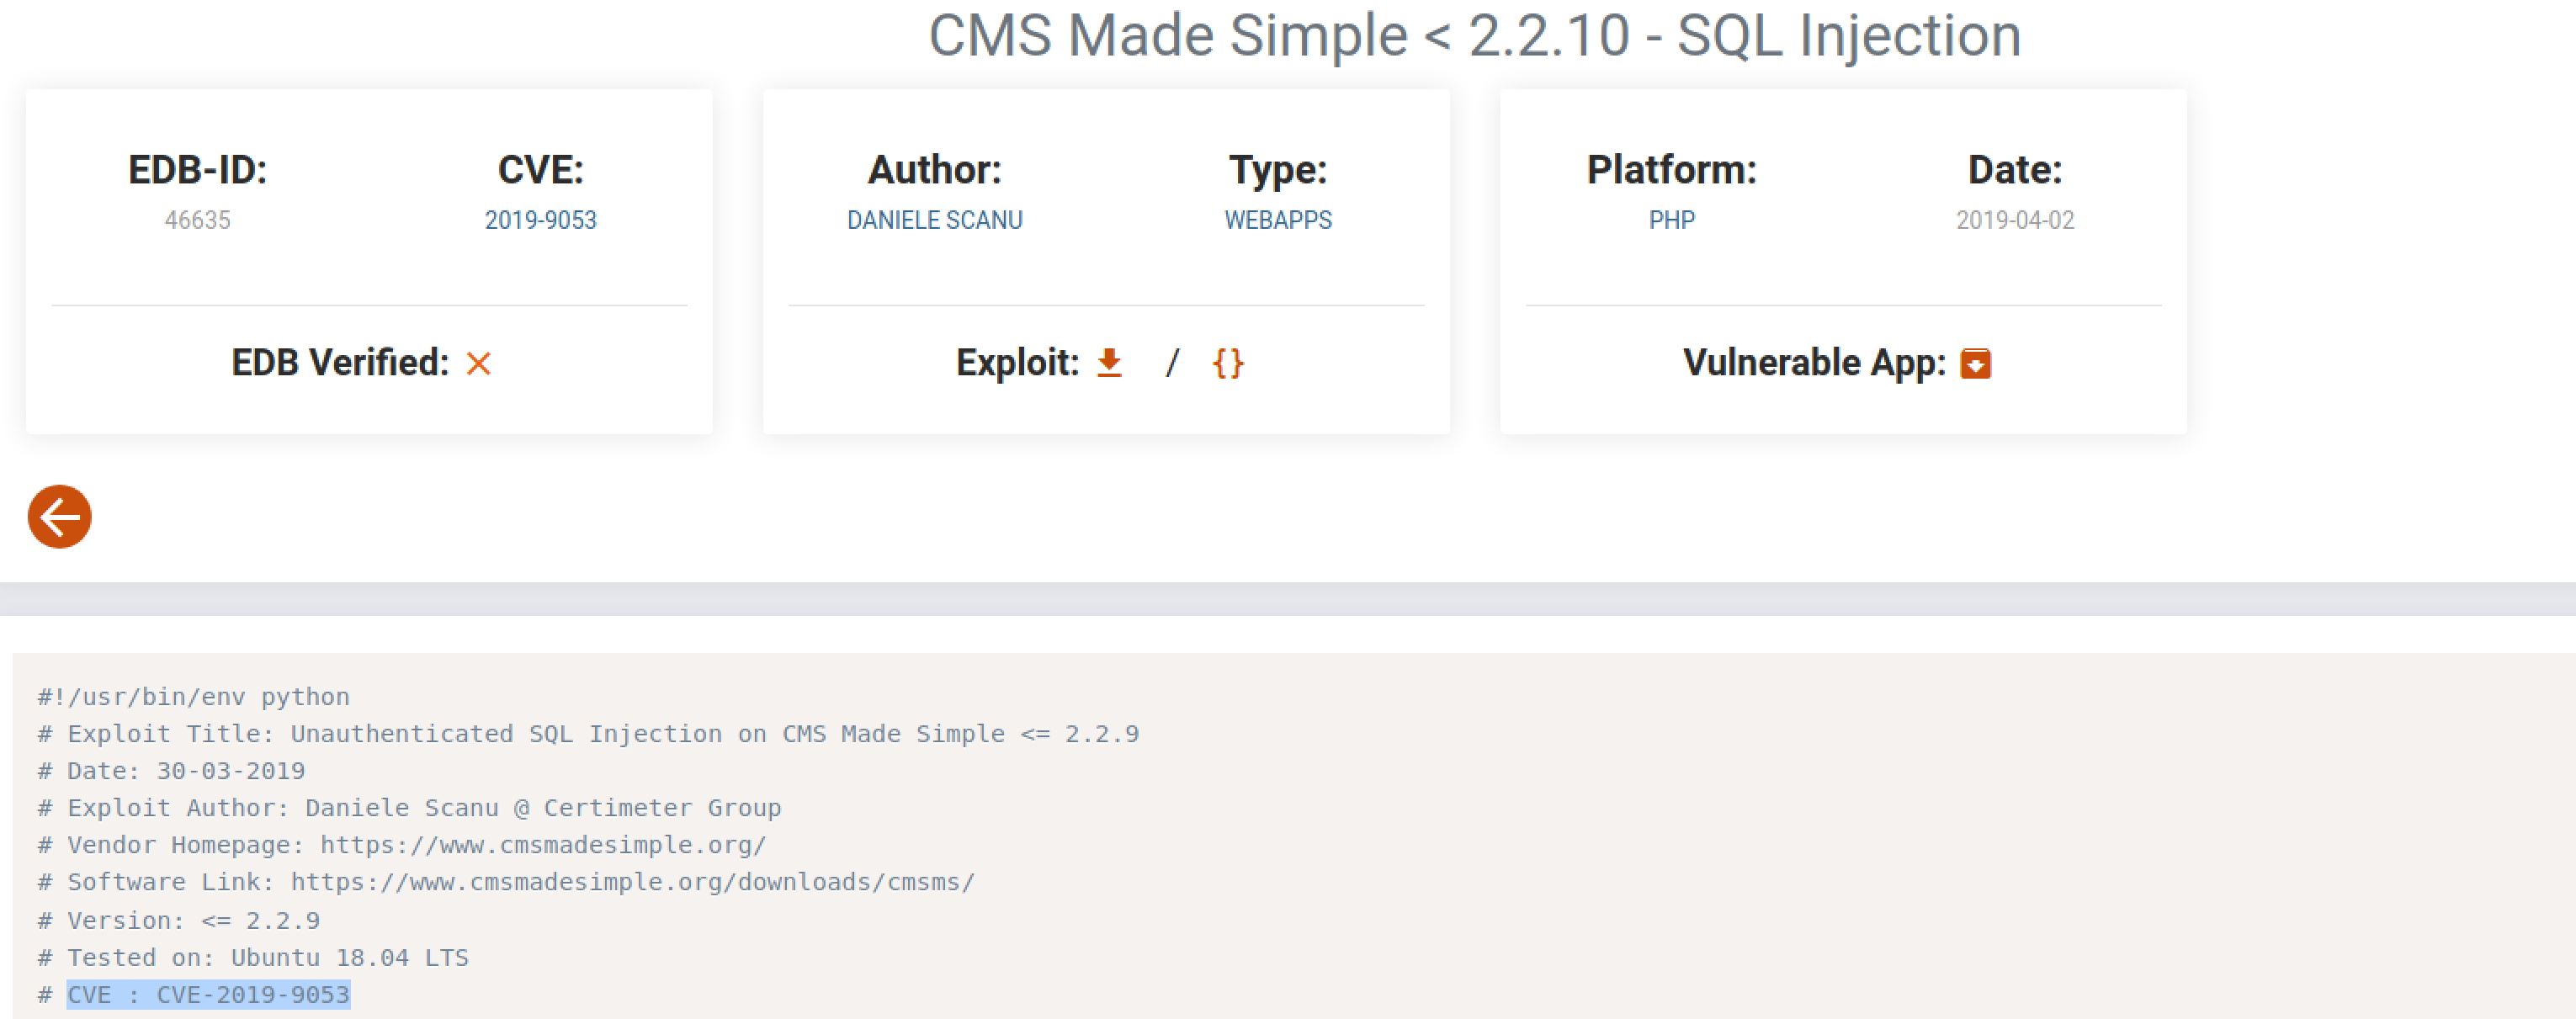 CMS Made Simple < 2.2.10 - SQL Injection
EDB-ID:
46635
CVE:
2019-9053
EDB Verified: ×
Author:
DANIELE SCANU
Type:
WEBAPPS
Exploit: / {}
Platform:
PHP
Date:
2019-04-02
Vulnerable App:
#!/usr/bin/env python
# Exploit Title: Unauthenticated SQL Injection on CMS Made Simple <= 2.2.9
# Date: 30-03-2019
# Exploit Author: Daniele Scanu @ Certimeter Group
# Vendor Homepage: https://www.cmsmadesimple.org/
# Software Link: https://www.cmsmadesimple.org/downloads/cmsms/
# Version: <= 2.2.9
# Tested on: Ubuntu 18.04 LTS
# CVE : CVE-2019-9053